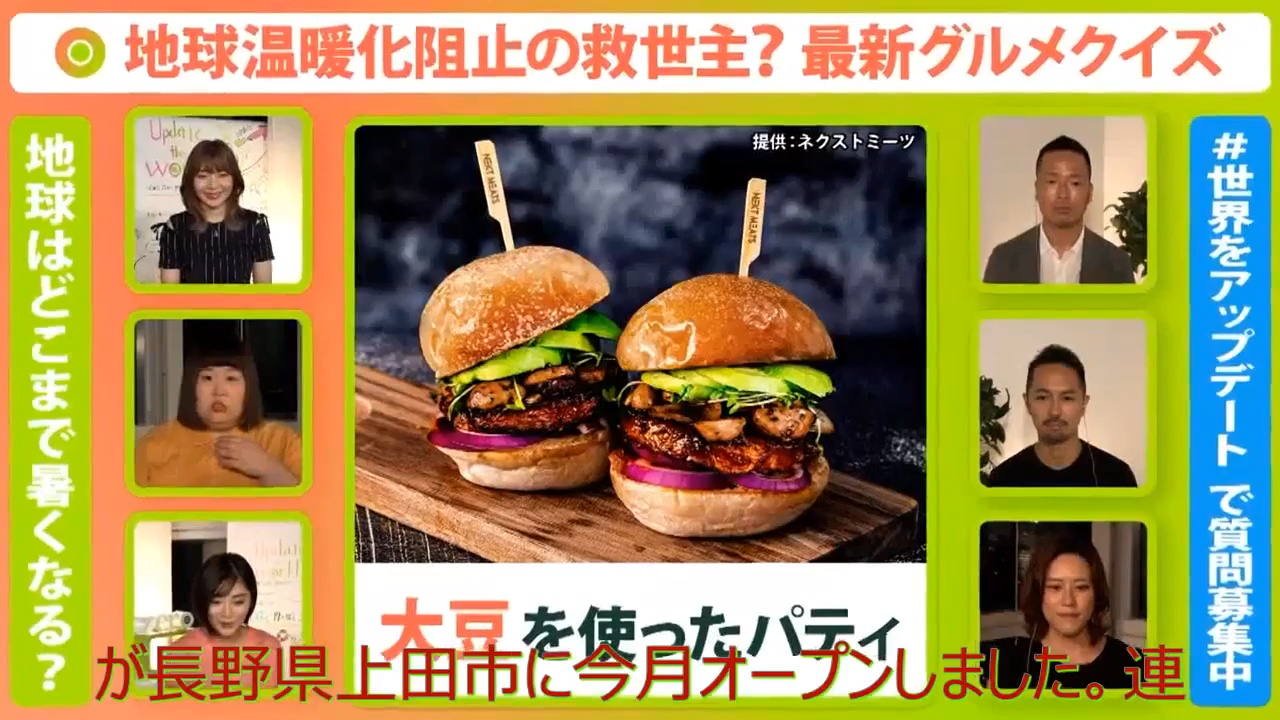 地球温暖化阻止の救世主? 最新グルメクイズ
地球はどこまで暑くなる?
Update
the
提供:ネクストミーツ
NEXT MEATS
NEXT MEATS
大豆を使ったパティ
#世界をアップデート で質問募集中
が長野県上田市に今月オープンしました。連